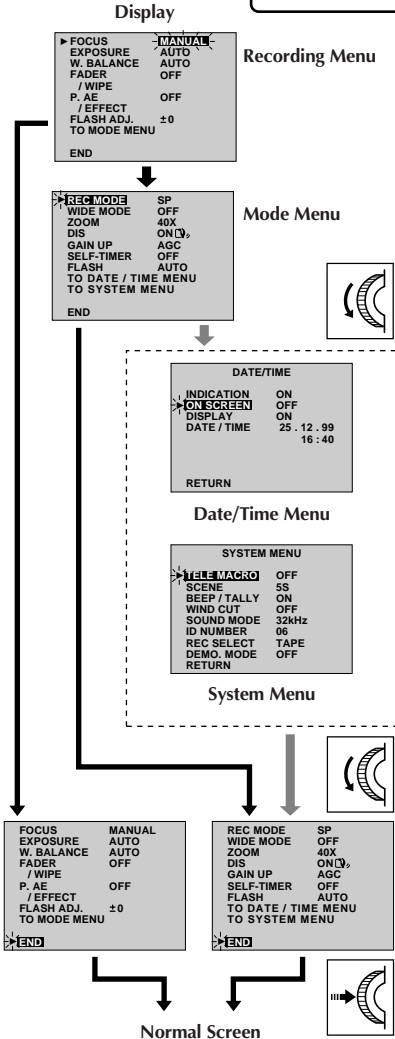 Display
FOCUS MANUAL
EXPOSURE AUTO
W. BALANCE AUTO
FADER OFF
/ WIPE
P. AE OFF
/ EFFECT
FLASH ADJ. ±0
TO MODE MENU
END
Recording Menu
REC MODE SP
WIDE MODE OFF
ZOOM 40X
DIS ON
GAIN UP AGC
SELF-TIMER OFF
FLASH AUTO
TO DATE / TIME MENU
TO SYSTEM MENU
END
Mode Menu
DATE/TIME
INDICATION ON
ON SCREEN OFF
DISPLAY ON
DATE / TIME 25 . 12 . 99
16 : 40
RETURN
Date/Time Menu
SYSTEM MENU
TELE MACRO OFF
SCENE 5S
BEEP / TALLY ON
WIND CUT OFF
SOUND MODE 32kHz
ID NUMBER 06
REC SELECT TAPE
DEMO. MODE OFF
RETURN
System Menu
FOCUS MANUAL
EXPOSURE AUTO
W. BALANCE AUTO
FADER OFF
/ WIPE
P. AE OFF
/ EFFECT
FLASH ADJ. ±0
TO MODE MENU
END
REC MODE SP
WIDE MODE OFF
ZOOM 40X
DIS ON
GAIN UP AGC
SELF-TIMER OFF
FLASH AUTO
TO DATE / TIME MENU
TO SYSTEM MENU
END
Normal Screen